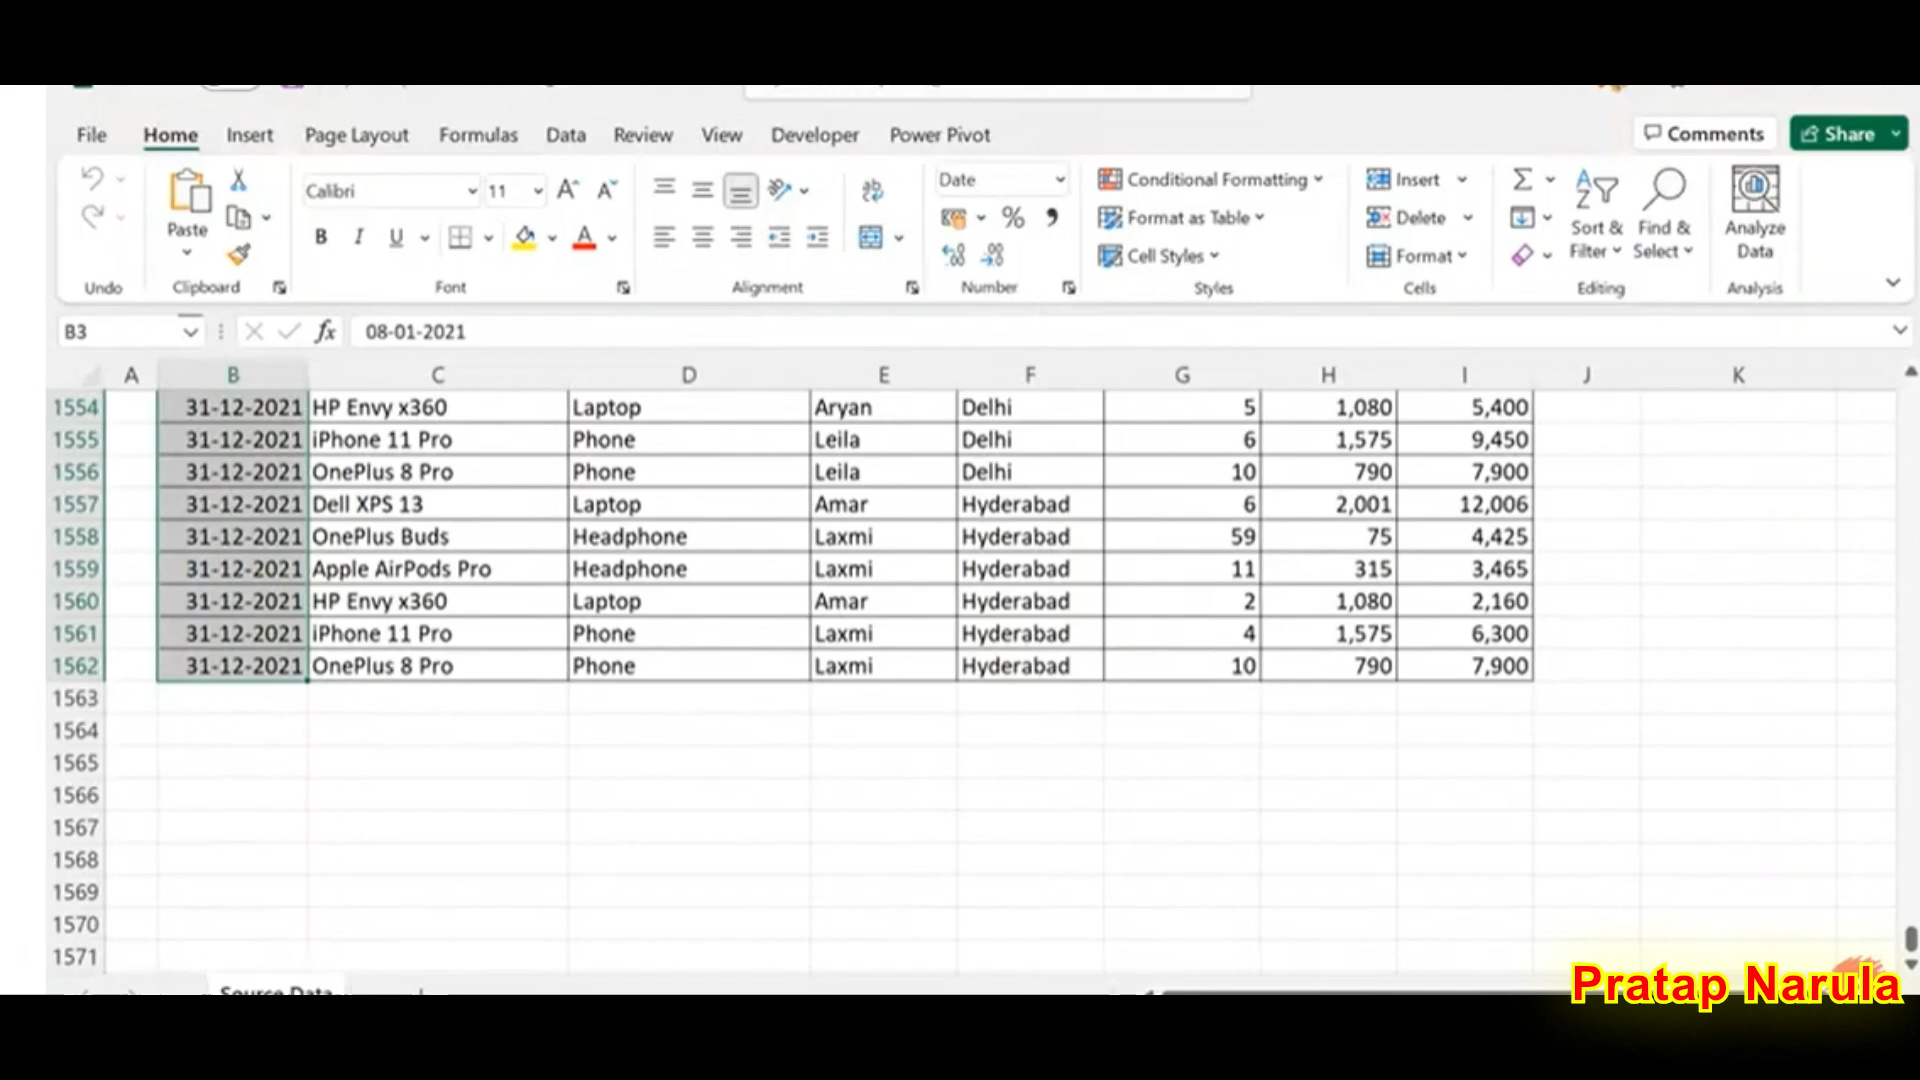 File Home Insert Page Layout Formulas Data Review View Developer Power Pivot Comments Share
Calibri 11 Date Conditional Formatting Insert
Paste B I U A % Format as Table Delete Sort & Filter Find & Select Analyze Data
Cell Styles Format
Undo Clipboard Font Alignment Number Styles Cells Editing Analysis
B3 fx 08-01-2021
A B C D E F G H I J K
1554 31-12-2021 HP Envy x360 Laptop Aryan Delhi 5 1,080 5,400
1555 31-12-2021 iPhone 11 Pro Phone Leila Delhi 6 1,575 9,450
1556 31-12-2021 OnePlus 8 Pro Phone Leila Delhi 10 790 7,900
1557 31-12-2021 Dell XPS 13 Laptop Amar Hyderabad 6 2,001 12,006
1558 31-12-2021 OnePlus Buds Headphone Laxmi Hyderabad 59 75 4,425
1559 31-12-2021 Apple AirPods Pro Headphone Laxmi Hyderabad 11 315 3,465
1560 31-12-2021 HP Envy x360 Laptop Amar Hyderabad 2 1,080 2,160
1561 31-12-2021 iPhone 11 Pro Phone Laxmi Hyderabad 4 1,575 6,300
1562 31-12-2021 OnePlus 8 Pro Phone Laxmi Hyderabad 10 790 7,900
1563
1564
1565
1566
1567
1568
1569
1570
1571
Source Data
Pratap Narula